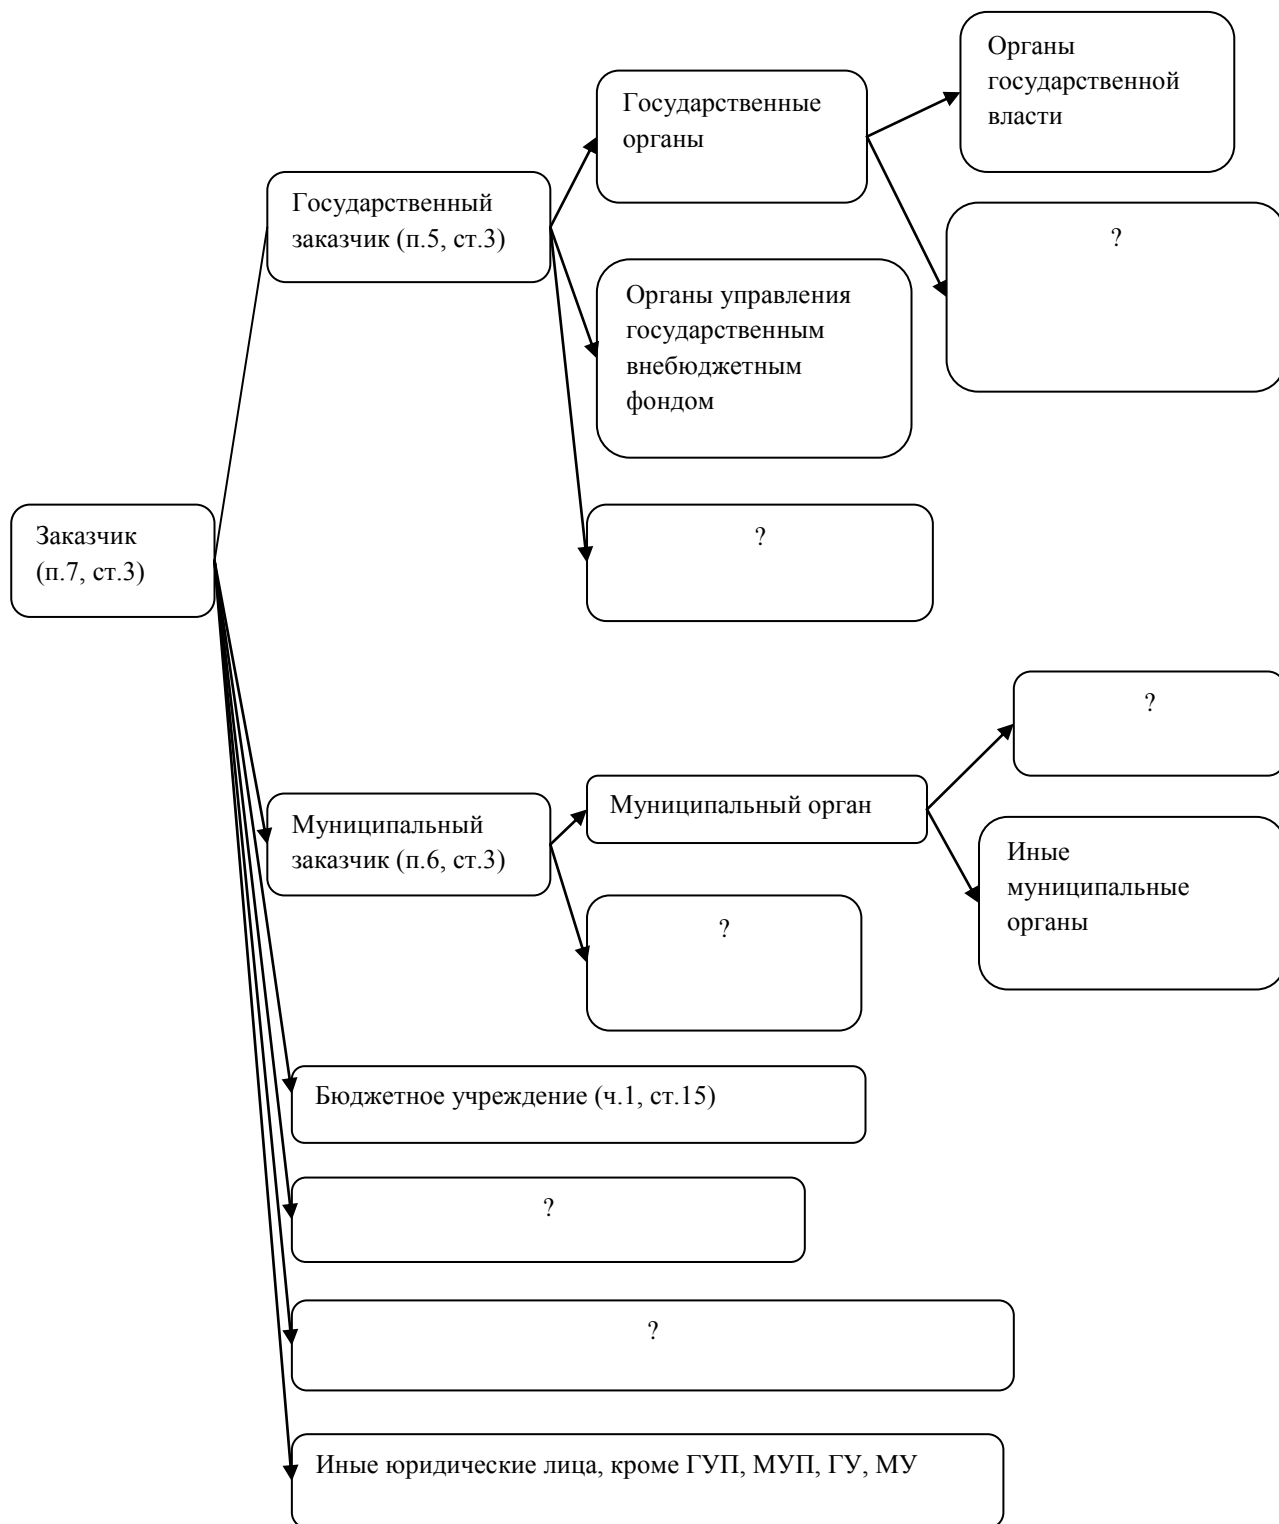 Органы
государственной
власти
Государственные
органы
?
Государственный
заказчик (п.5, ст.3)
Органы управления
государственным
внебюджетным
фондом
?
Заказчик
(п.7, ст.3)
?
Муниципальный орган
Муниципальный
заказчик (п.6, ст.3)
Иные
муниципальные
органы
?
Бюджетное учреждение (ч.1, ст.15)
?
?
Иные юридические лица, кроме ГУП, МУП, ГУ, МУ